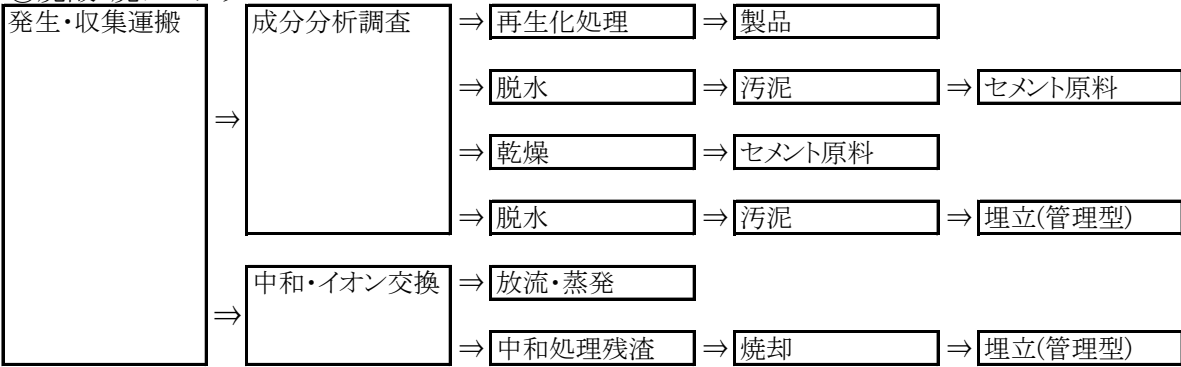 発生・収集運搬 成分分析調査 ⇒ 再生化処理 ⇒ 製品
⇒ 脱水 ⇒ 汚泥 ⇒ セメント原料
⇒
⇒ 乾燥 ⇒ セメント原料
⇒ 脱水 ⇒ 汚泥 ⇒ 埋立(管理型)
中和・イオン交換 ⇒ 放流・蒸発
⇒
⇒ 中和処理残渣 ⇒ 焼却 ⇒ 埋立(管理型)